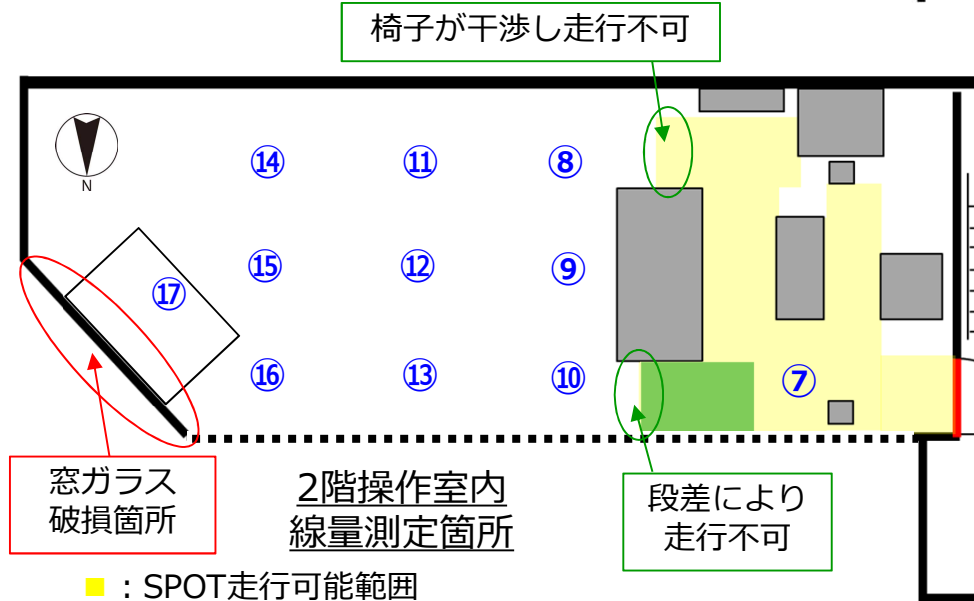 椅子が干渉し走行不可
N
⑭
⑪
⑧
⑮
⑫
⑨
⑰
⑯
⑬
⑩
⑦
窓ガラス
破損箇所
2階操作室内
線量測定箇所
段差により
走行不可
：SPOT走行可能範囲